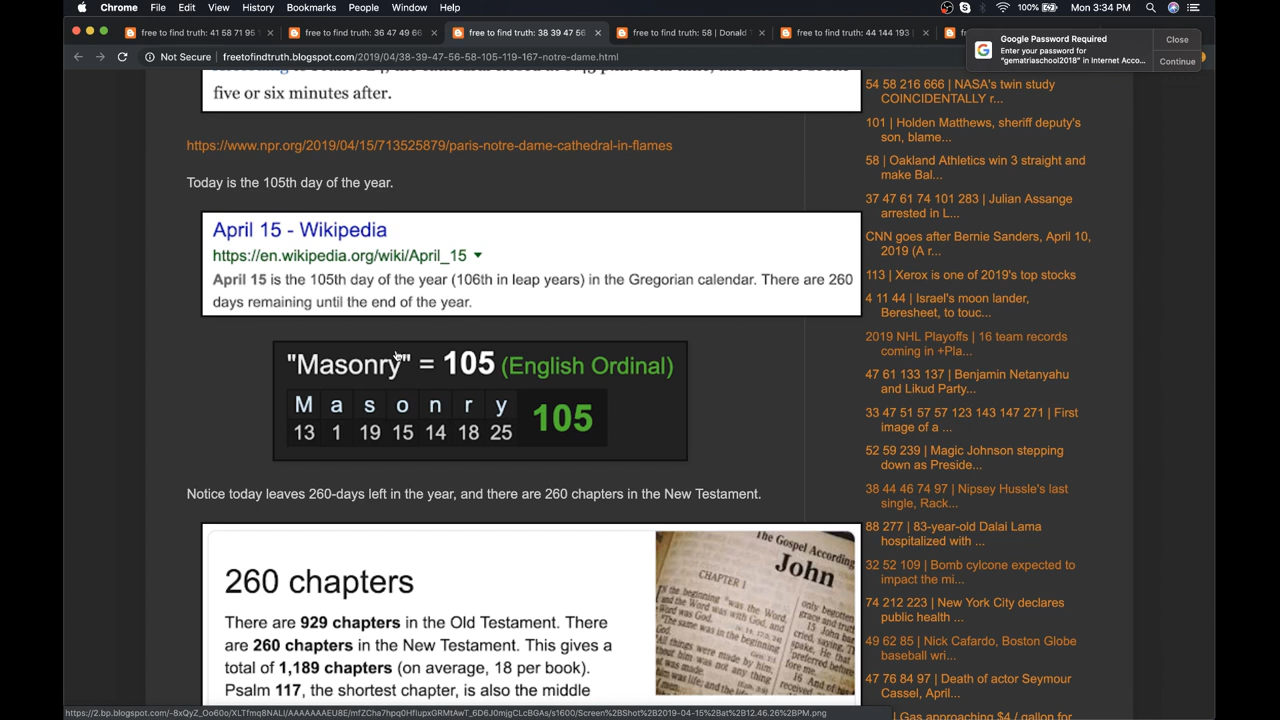 Chrome File Edit View History Bookmarks People Window Help
100% Mon 3:34 PM
free to find truth: 41 58 71 95
free to find truth: 36 47 49 66
free to find truth: 38 39 47 56
free to find truth: 58 | Donald T
free to find truth: 44 144 193
Google Password Required
Enter your password for
"gematriaschool2018" in Internet Acco...
Close
Continue
Not Secure | freetofindtruth.blogspot.com/2019/04/38-39-47-56-58-105-119-167-notre-dame.html
five or six minutes after.
https://www.npr.org/2019/04/15/713525879/paris-notre-dame-cathedral-in-flames
Today is the 105th day of the year.
April 15 - Wikipedia
https://en.wikipedia.org/wiki/April_15
April 15 is the 105th day of the year (106th in leap years) in the Gregorian calendar. There are 260
days remaining until the end of the year.
"Masonry" = 105 (English Ordinal)
M a s o n r y
13 1 19 15 14 18 25
105
Notice today leaves 260-days left in the year, and there are 260 chapters in the New Testament.
260 chapters
There are 929 chapters in the Old Testament. There
are 260 chapters in the New Testament. This gives a
total of 1,189 chapters (on average, 18 per book).
Psalm 117, the shortest chapter, is also the middle
The Gospel According
John
CHAPTER 1
54 58 216 666 | NASA's twin study
COINCIDENTALLY r...
101 | Holden Matthews, sheriff deputy's
son, blame...
58 | Oakland Athletics win 3 straight and
make Bal...
37 47 61 74 101 283 | Julian Assange
arrested in L...
CNN goes after Bernie Sanders, April 10,
2019 (A r...
113 | Xerox is one of 2019's top stocks
4 11 44 | Israel's moon lander,
Beresheet, to touc...
2019 NHL Playoffs | 16 team records
coming in +Pla...
47 61 133 137 | Benjamin Netanyahu
and Likud Party...
33 47 51 57 57 123 143 147 271 | First
image of a ...
52 59 239 | Magic Johnson stepping
down as Preside...
38 44 46 74 97 | Nipsey Hussle's last
single, Rack...
88 277 | 83-year-old Dalai Lama
hospitalized with ...
32 52 109 | Bomb cylcone expected to
impact the mi...
74 212 223 | New York City declares
public health ...
49 62 85 | Nick Cafardo, Boston Globe
baseball wri...
47 76 84 97 | Death of actor Seymour
Cassel, April...
| Gas approaching $4 / gallon for